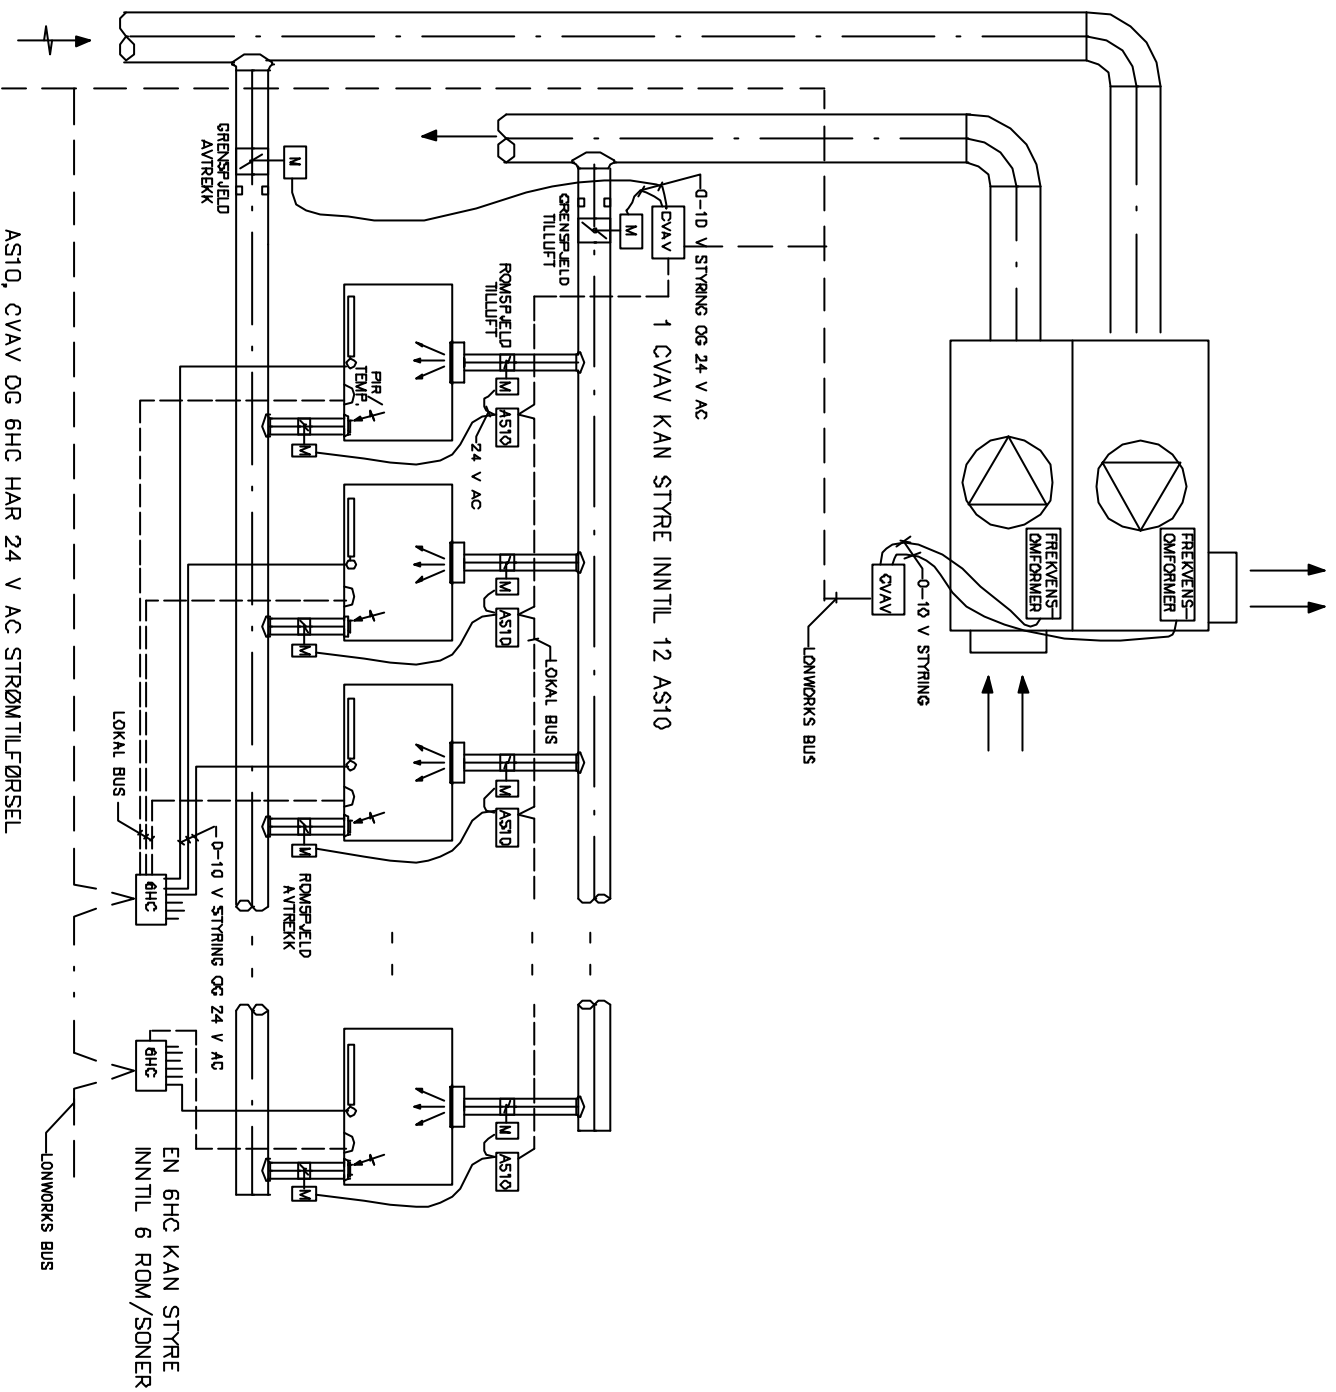 FREKVENS-
OMFORMER
FREKVENS-
OMFORMER
CVAV
0-10 V STYRING
LONWORKS BUS
0-10 V STYRING OG 24 V AC
CVAV
M
GRENSPJELD
TILLUFT
1 CVAV KAN STYRE INNTIL 12 AS10
M
GRENSPJELD
AVTREKK
ROMSPJELD
TILLUFT
M
AS10
24 V AC
PIR/
TEMP.
M
M
AS10
M
LOKAL BUS
M
AS10
M
ROMSPJELD
AVTREKK
M
AS10
M
LOKAL BUS
0-10 V STYRING OG 24 V AC
6HC
6HC
EN 6HC KAN STYRE
INNTIL 6 ROM/SONER
LONWORKS BUS
AS10, CVAV OG 6HC HAR 24 V AC STRØMTILFØRSEL